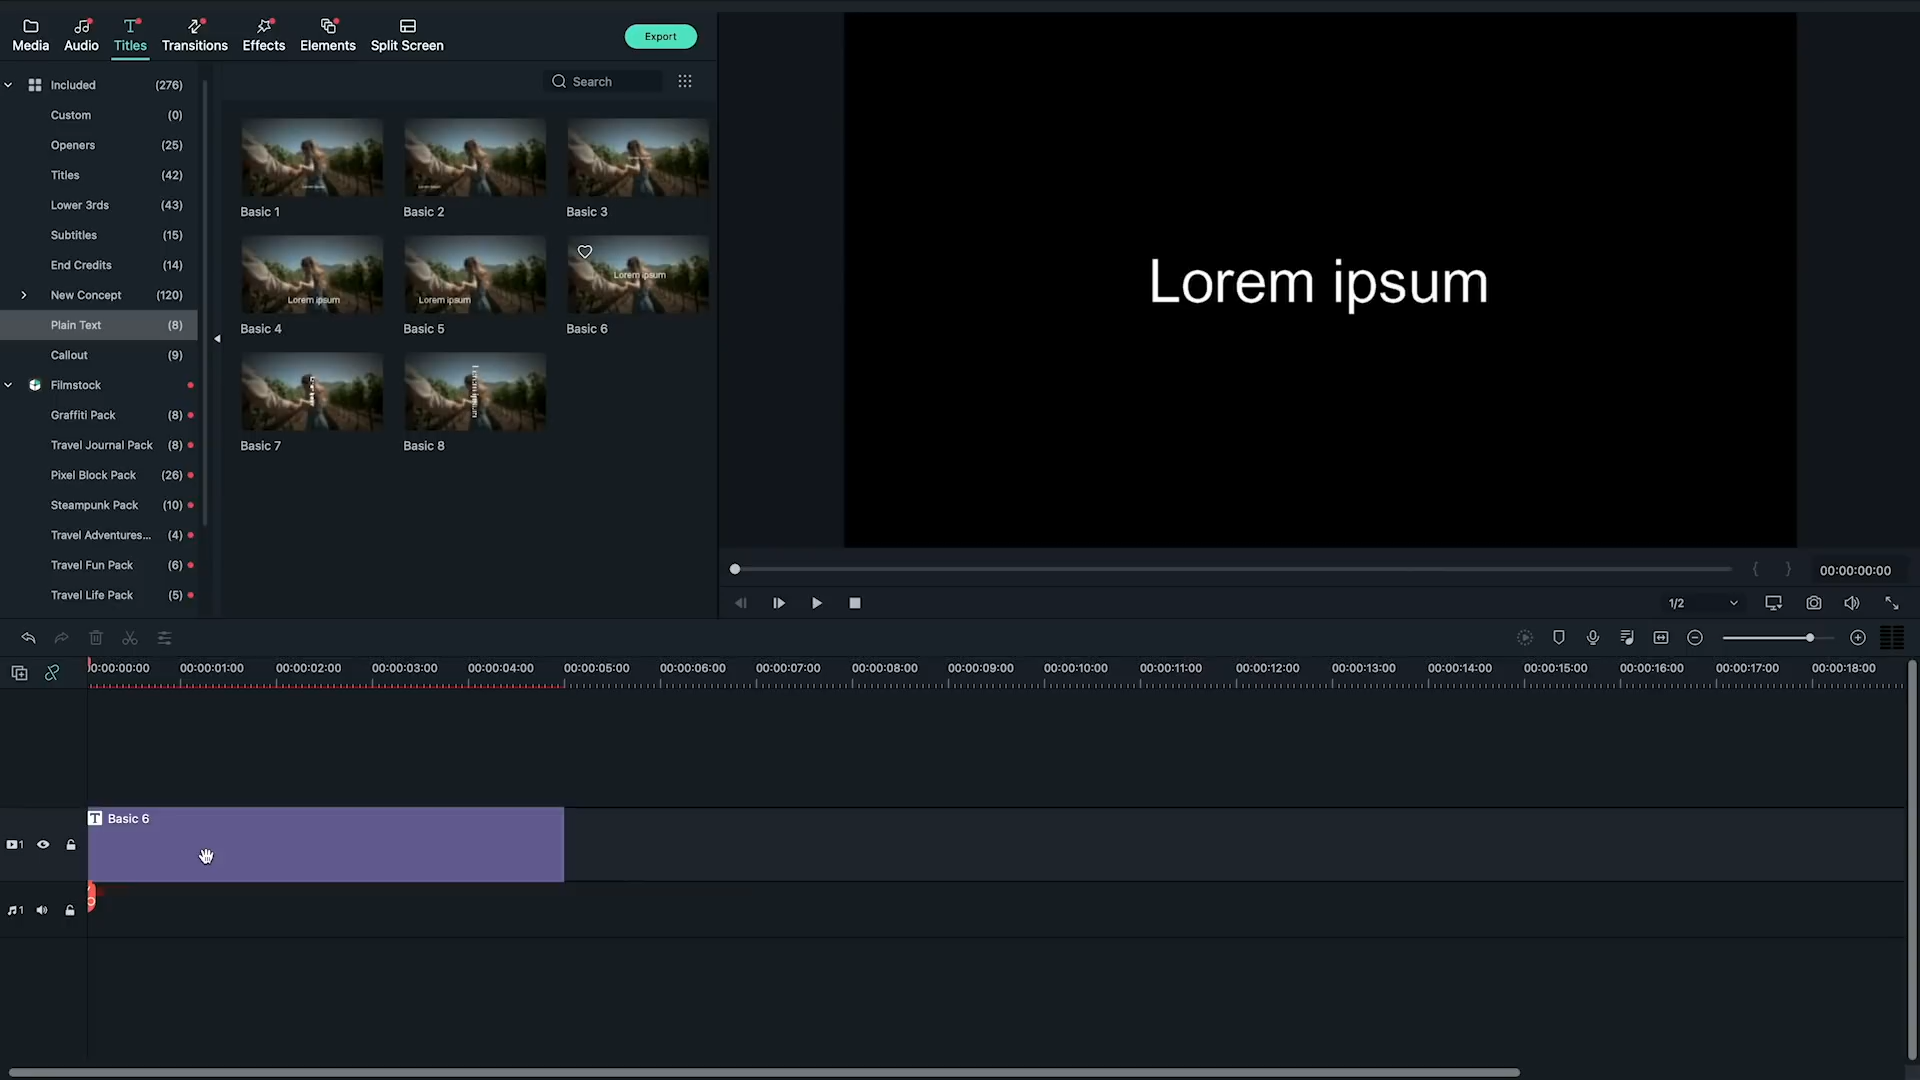 Media Audio Titles Transitions Effects Elements Split Screen
Export
Search
Included (276)
Custom (0)
Openers (25)
Titles (42)
Lower 3rds (43)
Subtitles (15)
End Credits (14)
New Concept (120)
Plain Text (8)
Callout (9)
Filmstock
Graffiti Pack (8)
Travel Journal Pack (8)
Pixel Block Pack (26)
Steampunk Pack (10)
Travel Adventures... (4)
Travel Fun Pack (6)
Travel Life Pack (5)
Basic 1 Basic 2 Basic 3
Lorem ipsum Lorem ipsum Lorem ipsum
Basic 4 Basic 5 Basic 6
Basic 7 Basic 8
Lorem ipsum
{ } 00:00:00:00
1/2
00:00:00:00 00:00:01:00 00:00:02:00 00:00:03:00 00:00:04:00 00:00:05:00 00:00:06:00 00:00:07:00 00:00:08:00 00:00:09:00 00:00:10:00 00:00:11:00 00:00:12:00 00:00:13:00 00:00:14:00 00:00:15:00 00:00:16:00 00:00:17:00 00:00:18:00
T Basic 6
1
1